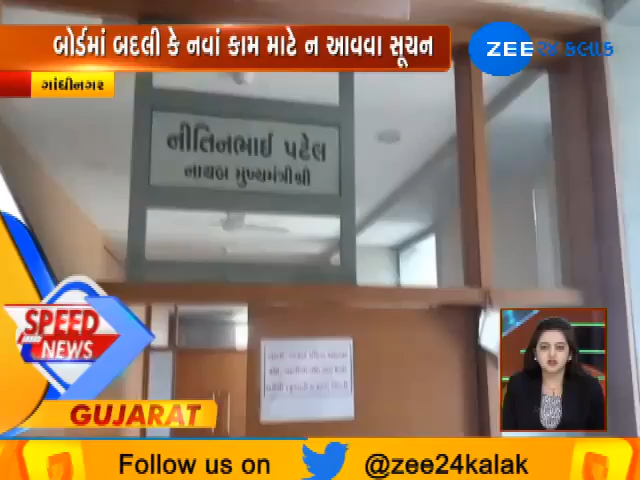 બોર્ડમાં બદલી કે નવાં કામ માટે ન આવવા સૂચન
ZEE ૨૪ કલાક
ગાંધીનગર
નીતિનભાઈ પટેલ
નાયબ મુખ્યમંત્રીશ્રી
SPEED
NEWS
GUJARAT
Follow us on @zee24kalak